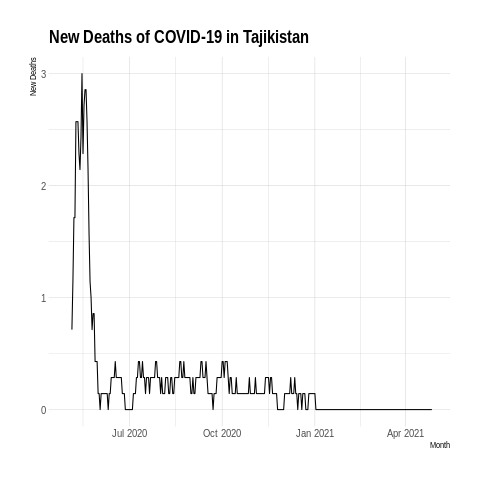 New Deaths of COVID-19 in Tajikistan
New Deaths
3
2
1
0
Jul 2020 Oct 2020 Jan 2021 Apr 2021
Month